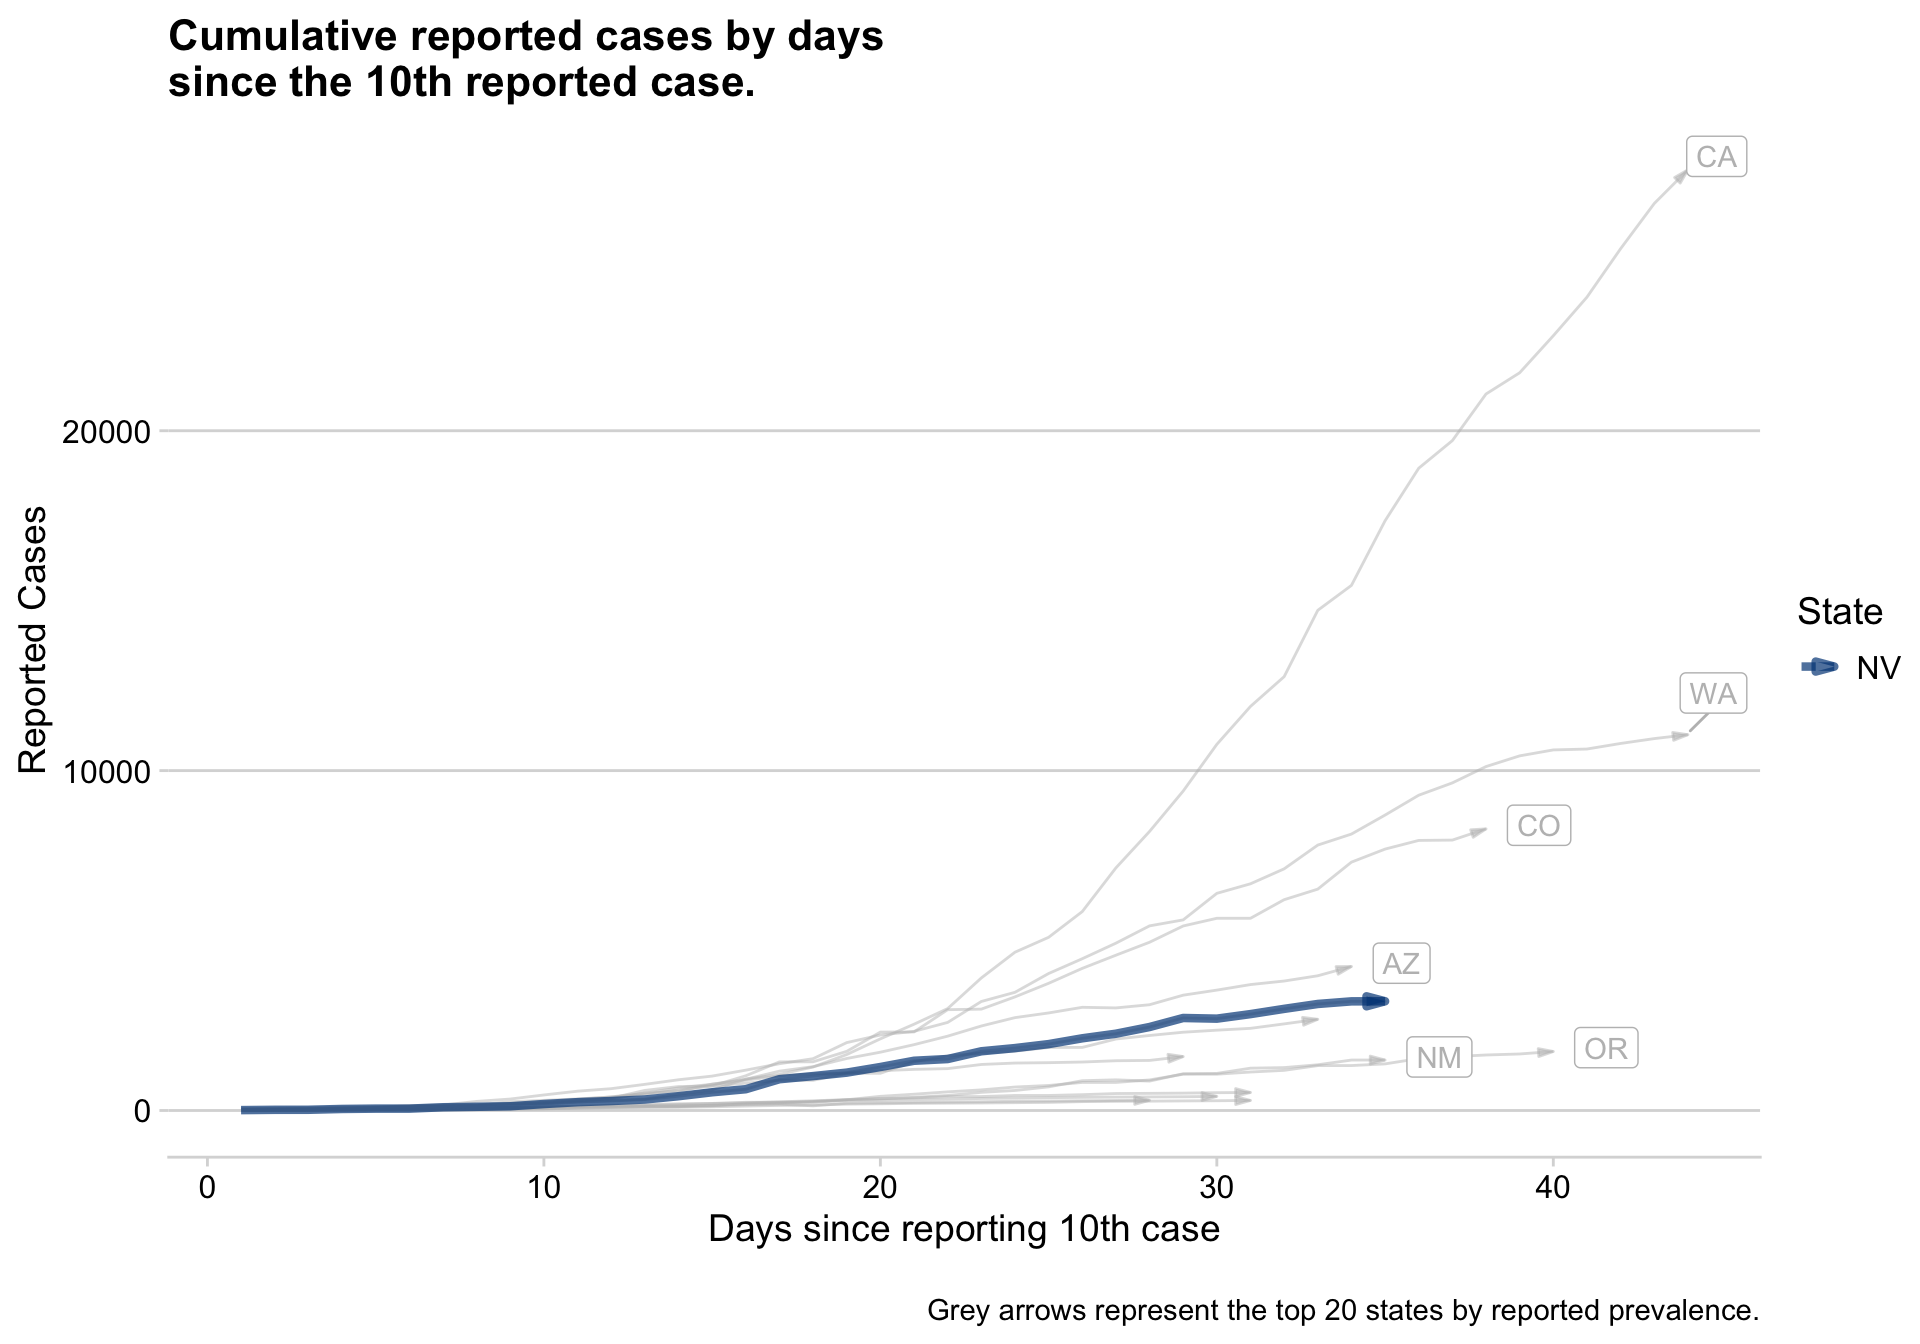 Cumulative reported cases by days
since the 10th reported case.
CA
20000
Reported Cases
State
NV
WA
10000
CO
AZ
NM
OR
0
0 10 20 30 40
Days since reporting 10th case
Grey arrows represent the top 20 states by reported prevalence.